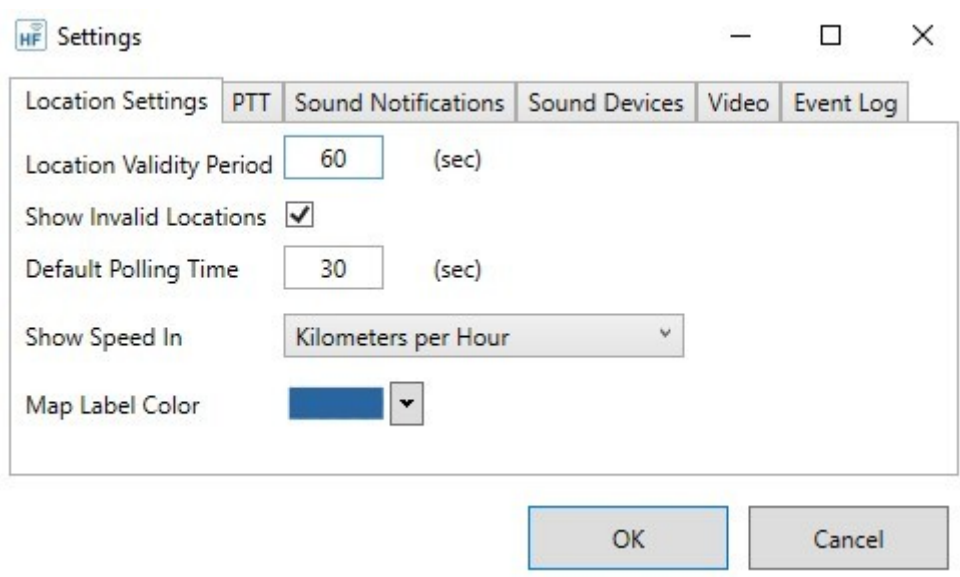 HF Settings
Location Settings PTT Sound Notifications Sound Devices Video Event Log
Location Validity Period 60 (sec)
Show Invalid Locations
Default Polling Time 30 (sec)
Show Speed In Kilometers per Hour
Map Label Color
OK Cancel